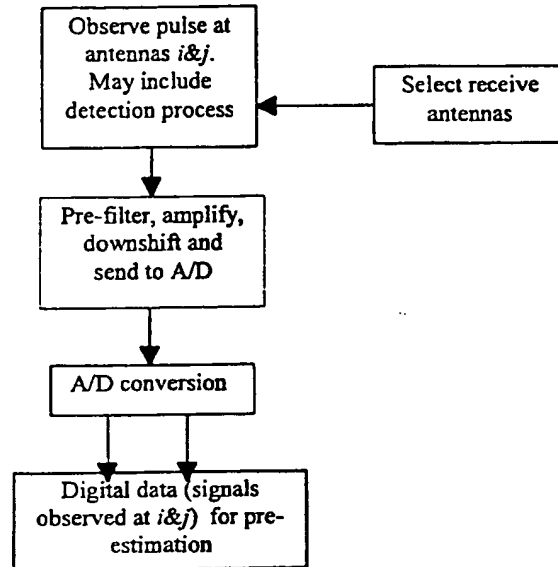 Observe pulse at
antennas i&j.
May include
detection process
Select receive
antennas
Pre-filter, amplify,
downshift and
send to A/D
A/D conversion
Digital data (signals
observed at i&j) for pre-
estimation